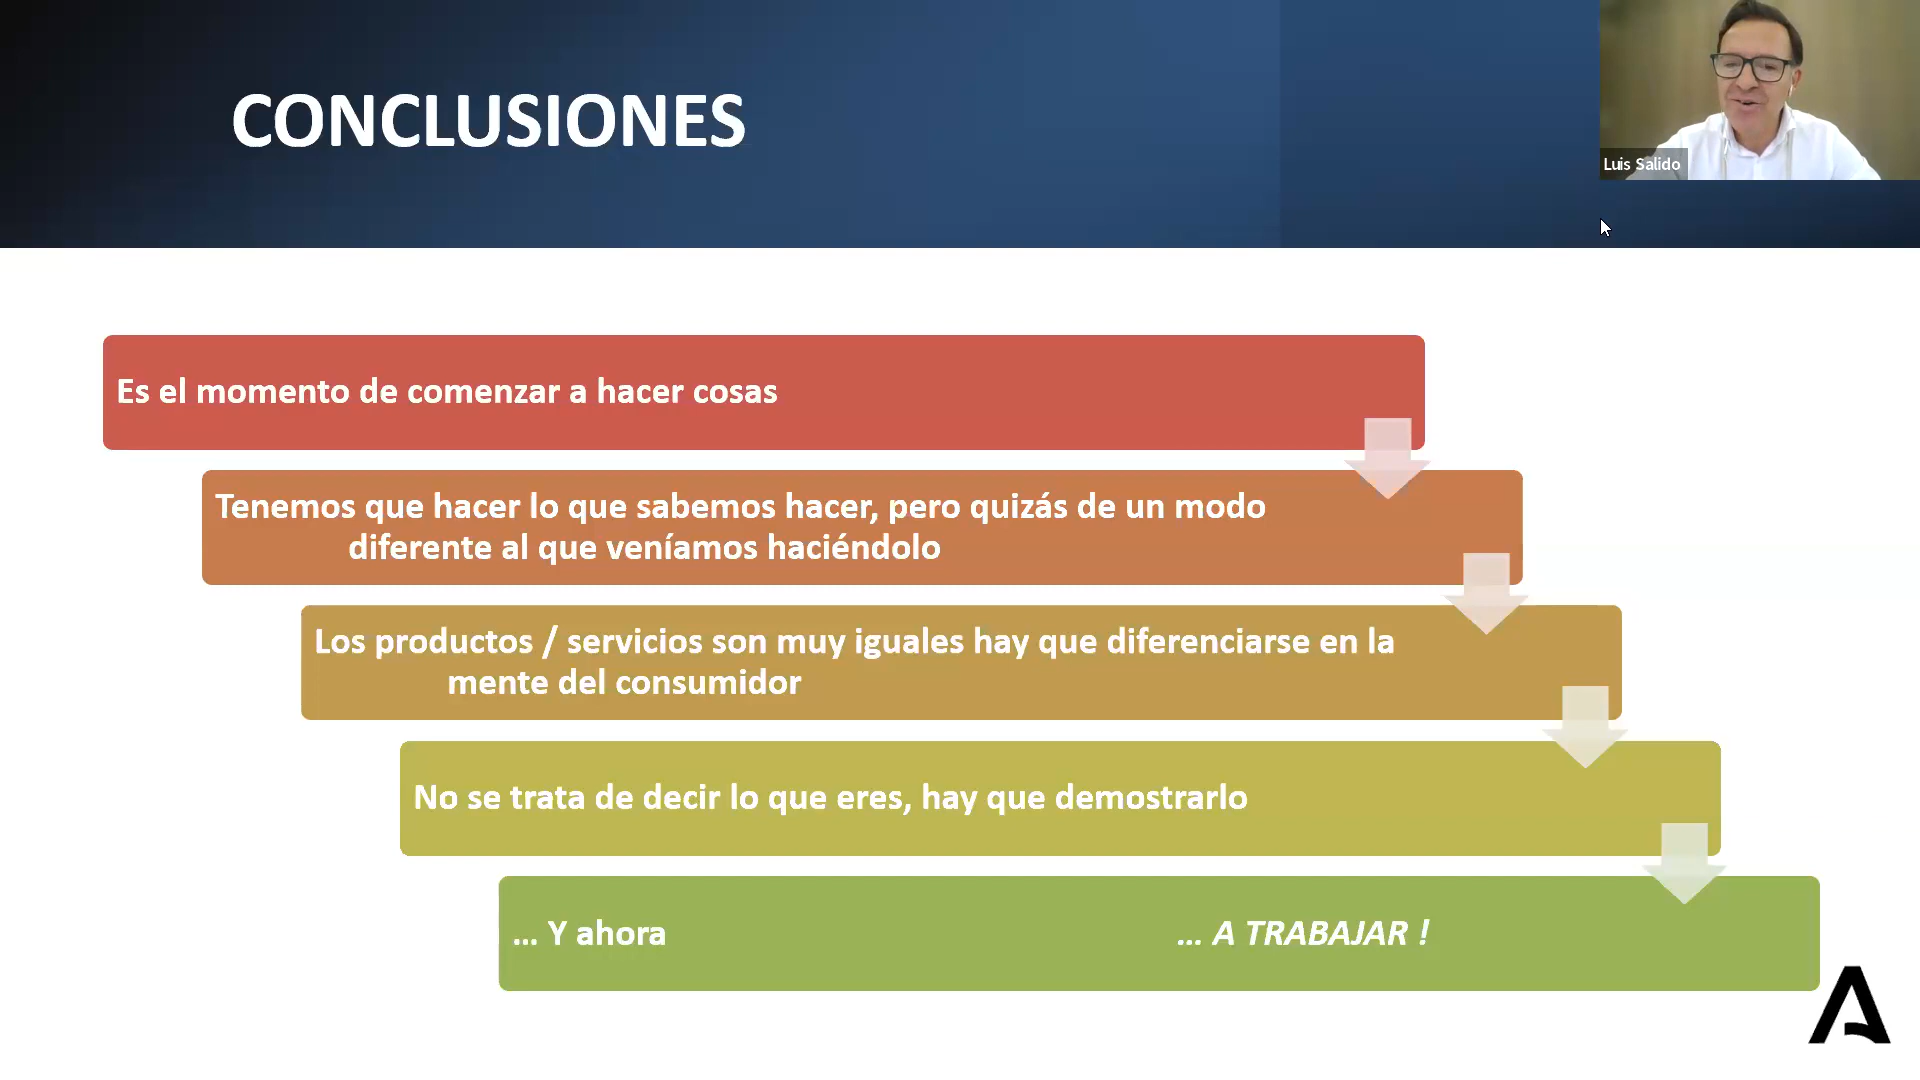 CONCLUSIONES
Luis Salido
Es el momento de comenzar a hacer cosas
Tenemos que hacer lo que sabemos hacer, pero quizás de un modo
diferente al que veníamos haciéndolo
Los productos / servicios son muy iguales hay que diferenciarse en la
mente del consumidor
No se trata de decir lo que eres, hay que demostrarlo
... Y ahora ... A TRABAJAR !